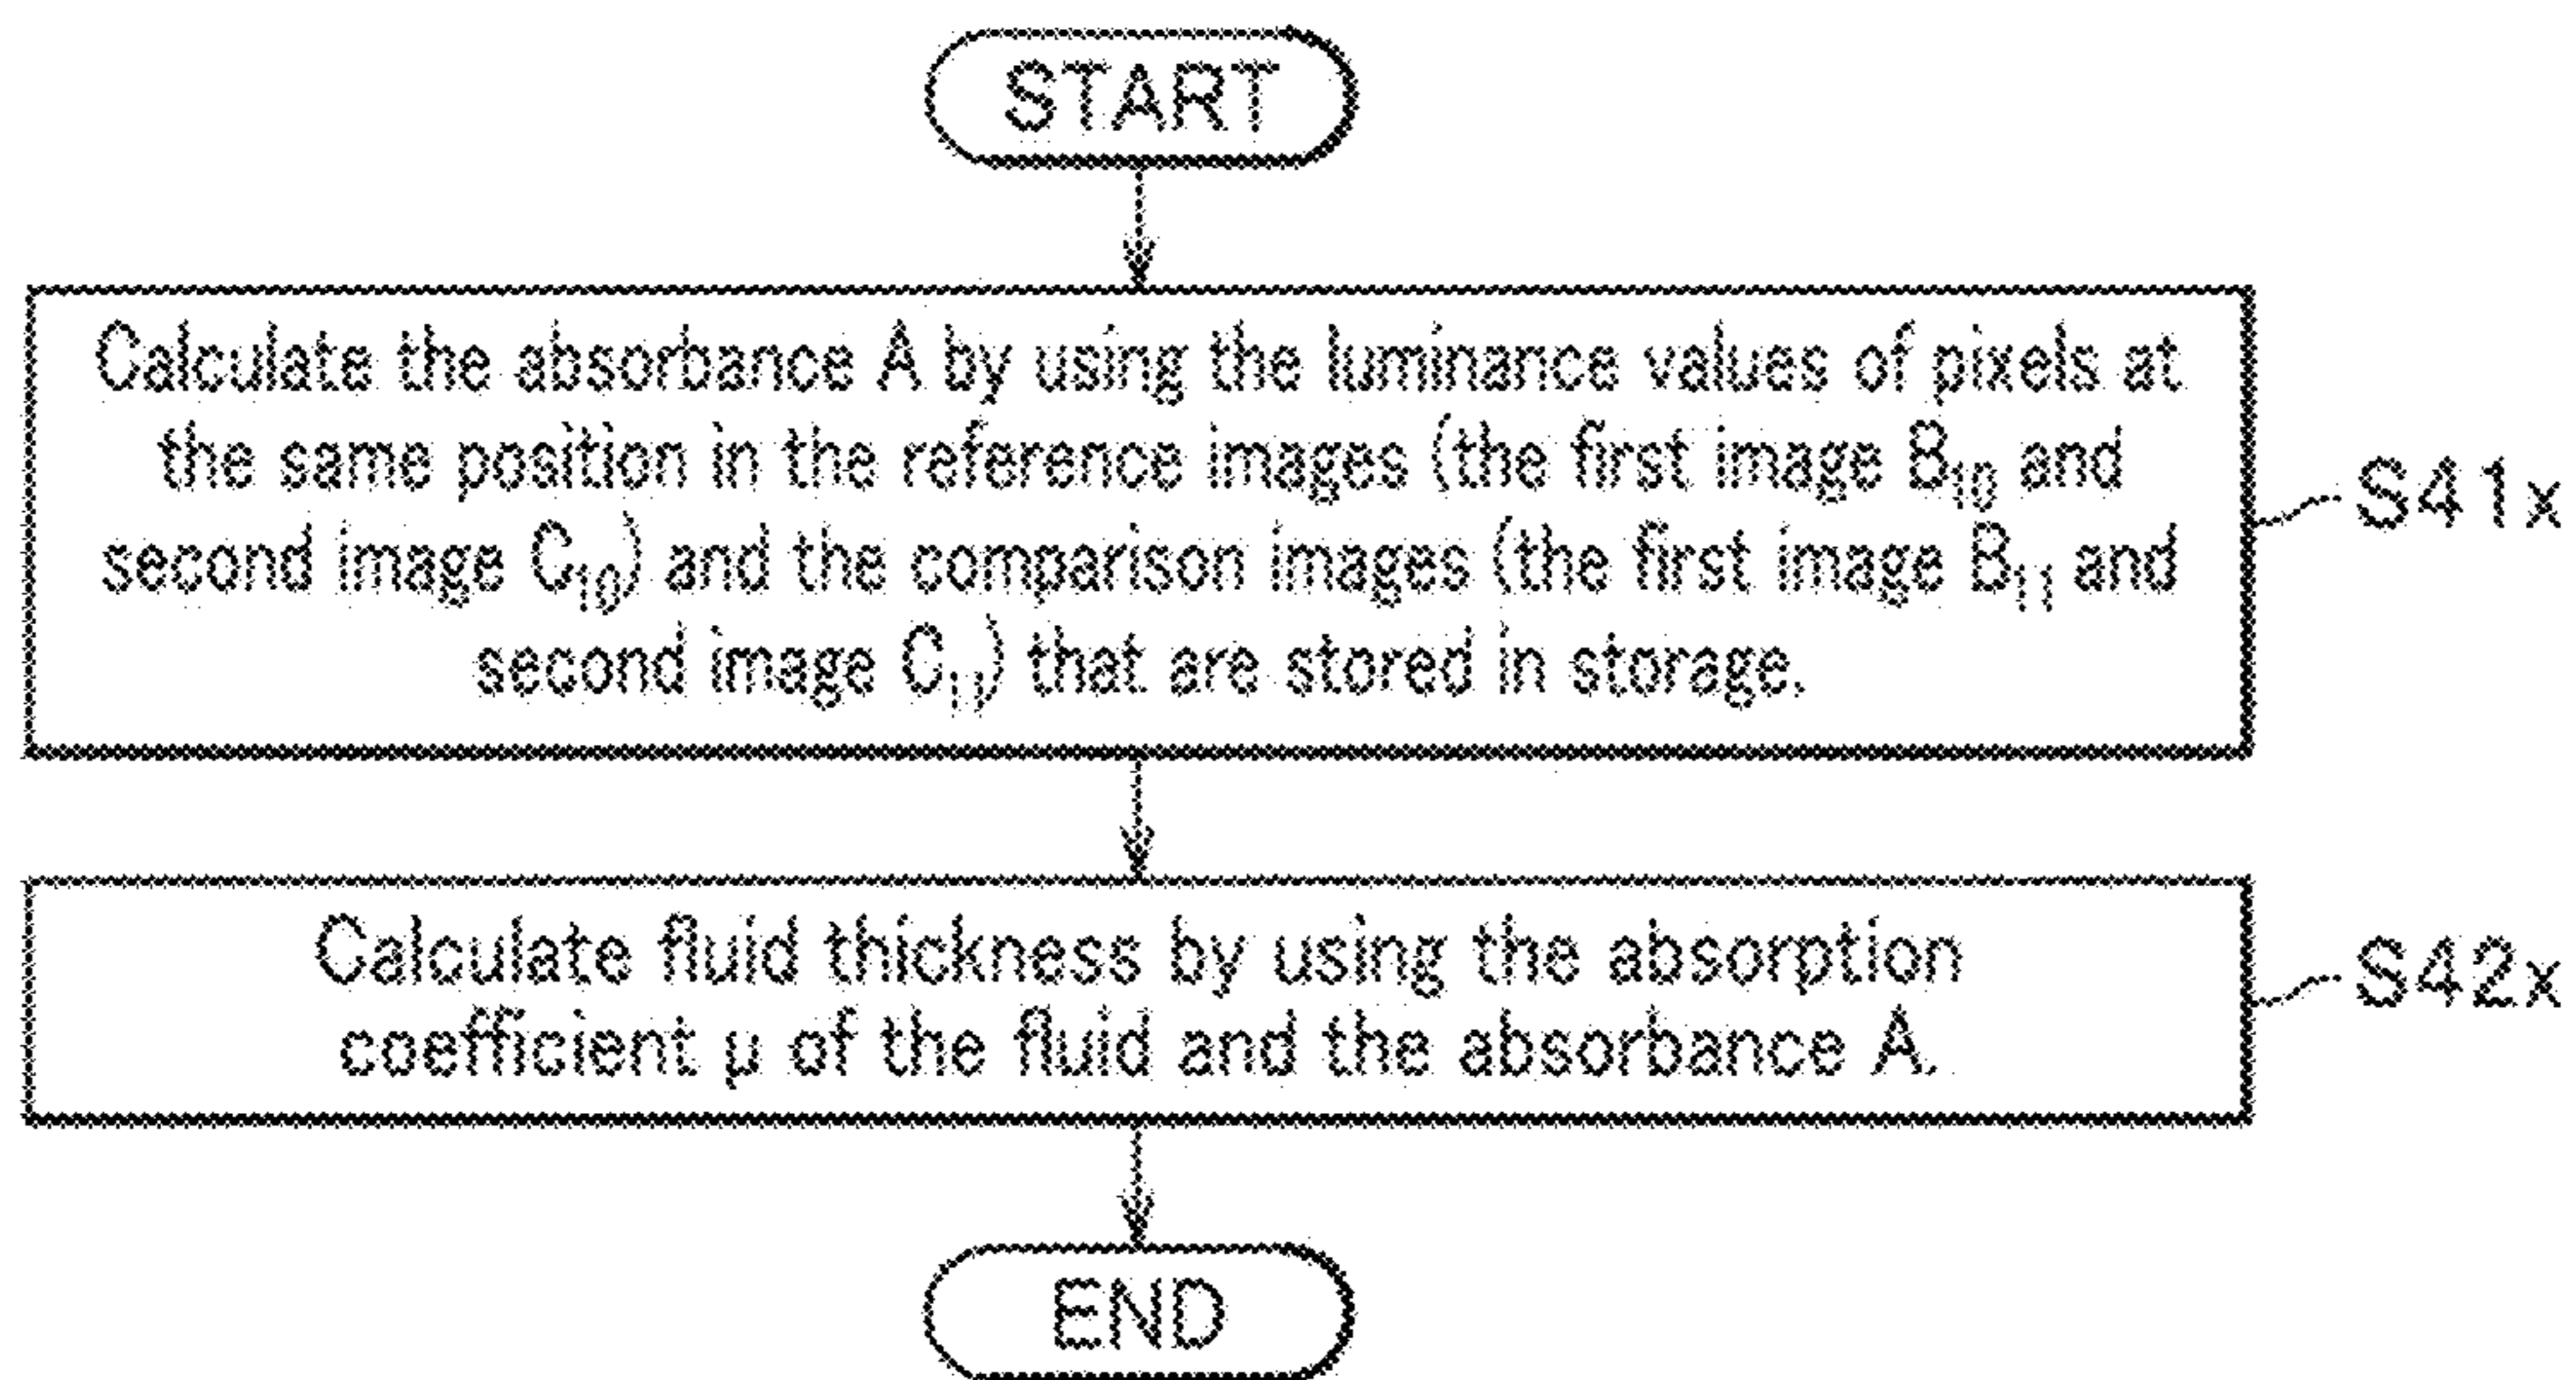 START
Calculate the absorbance A by using the luminance values of pixels at
the same position in the reference images (the first image B₁₀ and
second image C₁₀) and the comparison images (the first image B₁₁ and
second image C₁₁) that are stored in storage.
S41x
Calculate fluid thickness by using the absorption
coefficient μ of the fluid and the absorbance A.
S42x
END